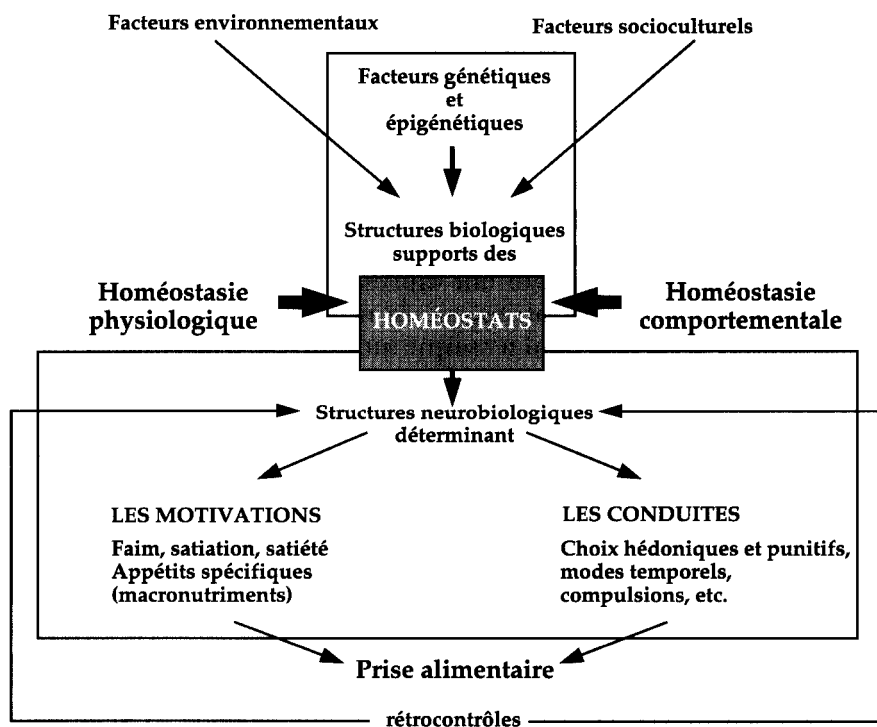 Facteurs environnementaux
Facteurs socioculturels
Facteurs génétiques
et
épigénétiques
Structures biologiques
supports des
Homéostasie
physiologique
HOMÉOSTATS
Homéostasie
comportementale
Structures neurobiologiques
déterminant
LES MOTIVATIONS
Faim, satiation, satiété
Appétits spécifiques
(macronutriments)
LES CONDUITES
Choix hédoniques et punitifs,
modes temporels,
compulsions, etc.
Prise alimentaire
rétrocontrôles